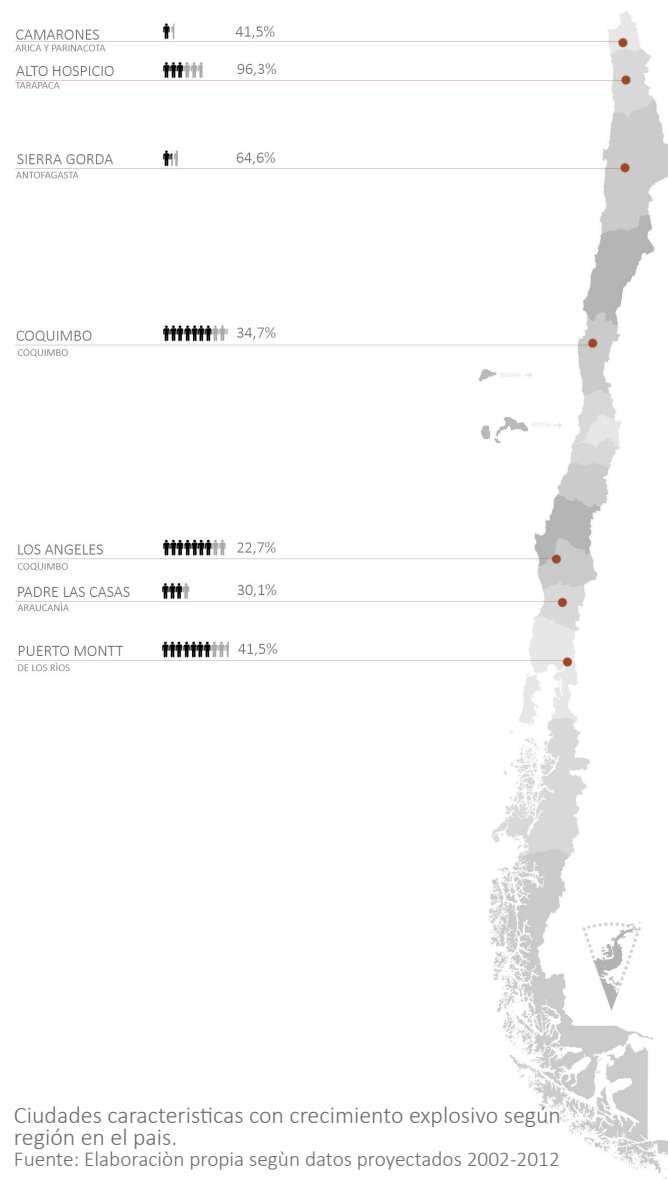 CAMARONES 41,5%
ARICA Y PARINACOTA
ALTO HOSPICIO 96,3%
TARAPACA
SIERRA GORDA 64,6%
ANTOFAGASTA
COQUIMBO 34,7%
COQUIMBO
LOS ANGELES 22,7%
COQUIMBO
PADRE LAS CASAS 30,1%
ARAUCANÌA
PUERTO MONTT 41,5%
DE LOS RÌOS
Ciudades caracteristicas con crecimiento explosivo según
región en el pais.
Fuente: Elaboraciòn propia segùn datos proyectados 2002-2012